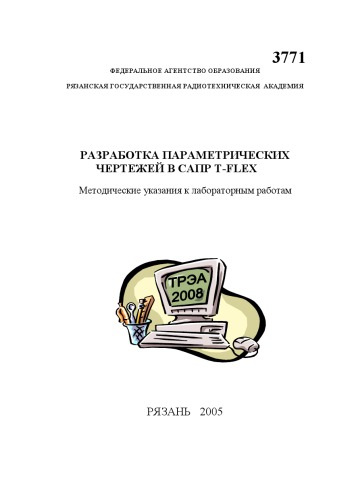 3771
ФЕДЕРАЛЬНОЕ АГЕНТСТВО ОБРАЗОВАНИЯ
РЯЗАНСКАЯ ГОСУДАРСТВЕННАЯ РАДИОТЕХНИЧЕСКАЯ АКАДЕМИЯ
РАЗРАБОТКА ПАРАМЕТРИЧЕСКИХ
ЧЕРТЕЖЕЙ В САПР T-FLEX
Методические указания к лабораторным работам
ТРЭА
2008
РЯЗАНЬ 2005